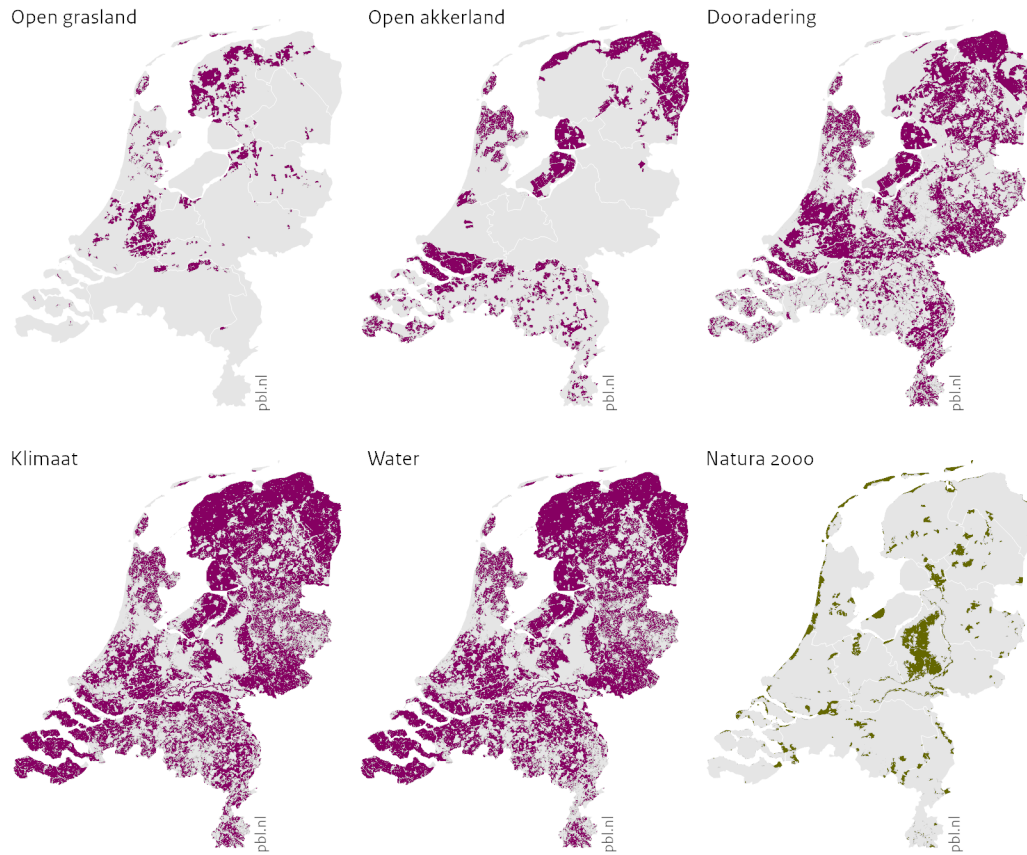 Open grasland
Open akkerland
Dooradering
pbl.nl
pbl.nl
pbl.nl
Klimaat
Water
Natura 2000
pbl.nl
pbl.nl
pbl.nl